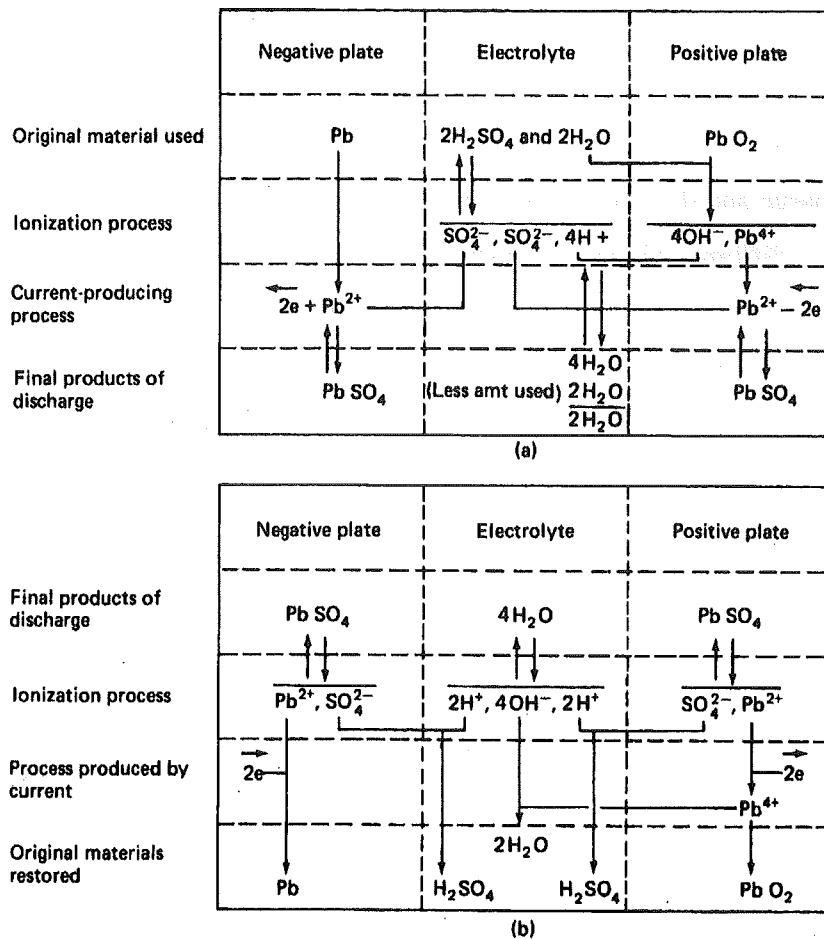 Negative plate Electrolyte Positive plate
Original material used Pb 2H₂SO₄ and 2H₂O Pb O₂
Ionization process SO₄²⁻, SO₄²⁻, 4H + 4OH⁻, Pb⁴⁺
Current-producing
process
2e + Pb²⁺ Pb²⁺ – 2e
Final products of
discharge
Pb SO₄ (Less amt used) 4H₂O
2H₂O
2H₂O Pb SO₄
(a)
Negative plate Electrolyte Positive plate
Final products of
discharge
Pb SO₄ 4H₂O Pb SO₄
Ionization process Pb²⁺, SO₄²⁻ 2H⁺, 4OH⁻, 2H⁺ SO₄²⁻, Pb²⁺
Process produced by
current
2e 2e
Pb⁴⁺
Original materials
restored
2H₂O
Pb H₂SO₄ H₂SO₄ Pb O₂
(b)